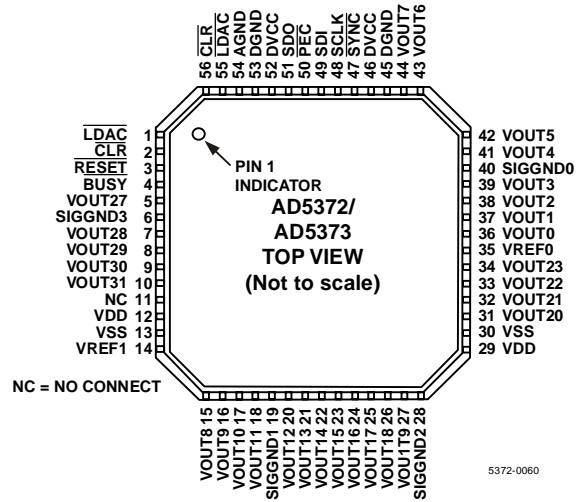 56 CLR
55 LDAC
54 AGND
53 DGND
52 DVCC
51 SDO
50 PEC
49 SDI
48 SCLK
47 SYNC
46 DVCC
45 DGND
44 VOUT7
43 VOUT6
LDAC 1
CLR 2
RESET 3
BUSY 4
VOUT27 5
SIGGND3 6
VOUT28 7
VOUT29 8
VOUT30 9
VOUT31 10
NC 11
VDD 12
VSS 13
VREF1 14
PIN 1
INDICATOR
AD5372/
AD5373
TOP VIEW
(Not to scale)
42 VOUT5
41 VOUT4
40 SIGGND0
39 VOUT3
38 VOUT2
37 VOUT1
36 VOUT0
35 VREF0
34 VOUT23
33 VOUT22
32 VOUT21
31 VOUT20
30 VSS
29 VDD
NC = NO CONNECT
VOUT8 15
VOUT9 16
VOUT10 17
VOUT11 18
SIGGND1 19
VOUT12 20
VOUT13 21
VOUT14 22
VOUT15 23
VOUT16 24
VOUT17 25
VOUT18 26
VOU1T9 27
SIGGND2 28
5372-0060